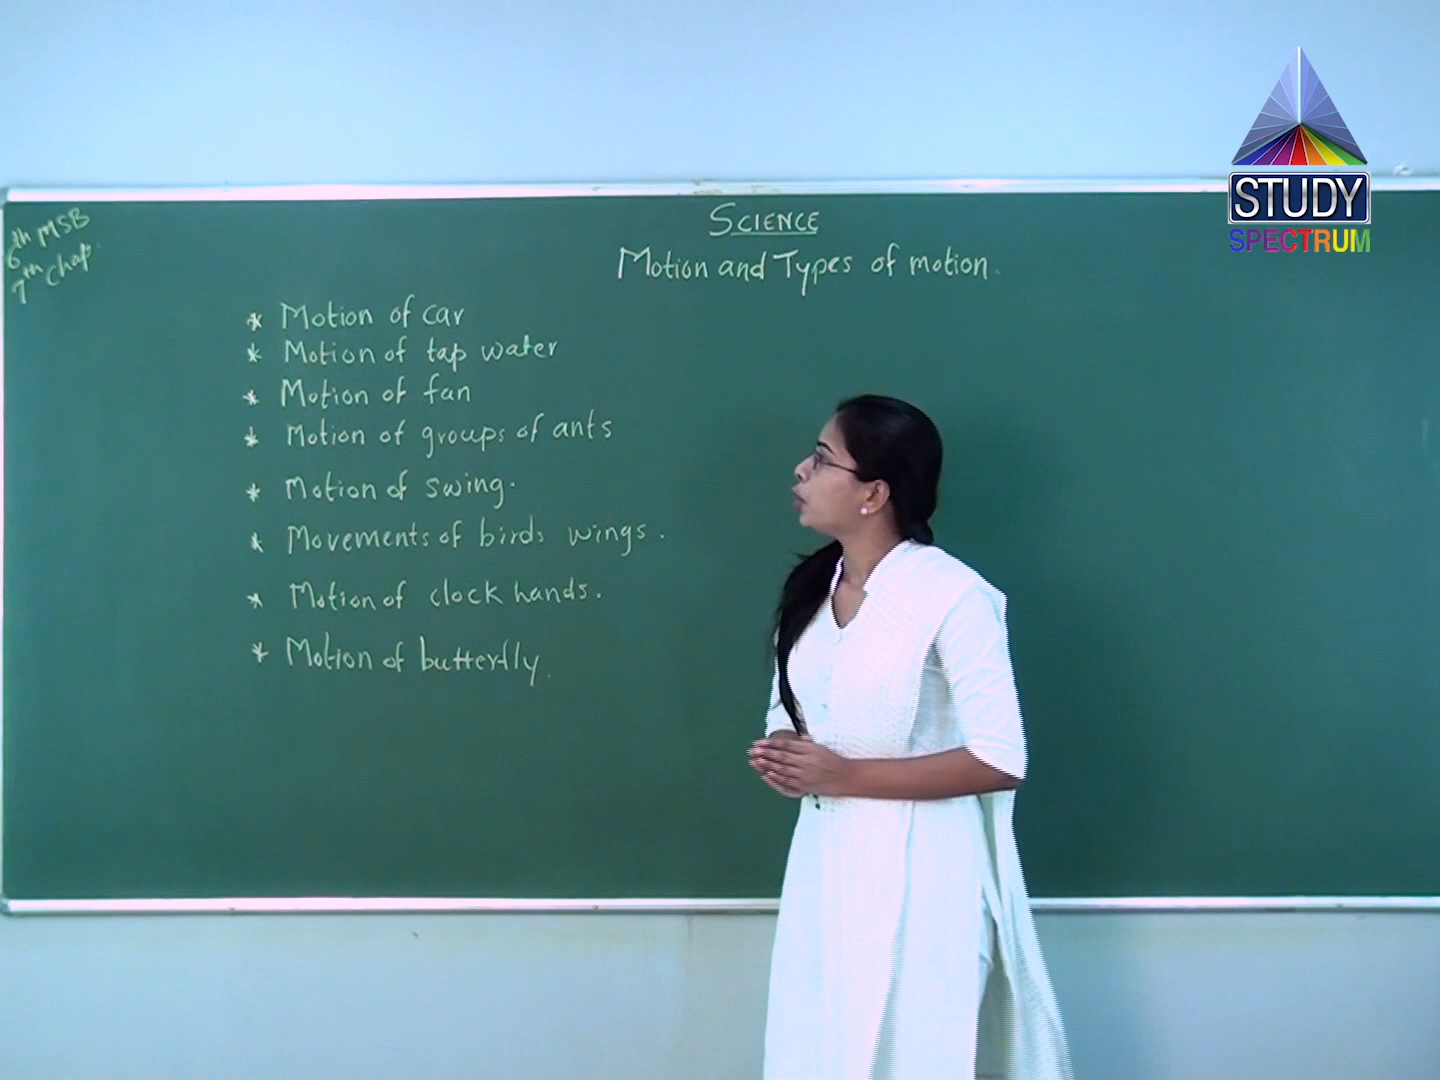 6th MSB
7th Chap.
SCIENCE
Motion and Types of motion.
* Motion of car
* Motion of tap water
* Motion of fan
* Motion of groups of ants
* Motion of swing.
* Movements of birds wings.
* Motion of clock hands.
* Motion of butterfly.
STUDY
SPECTRUM